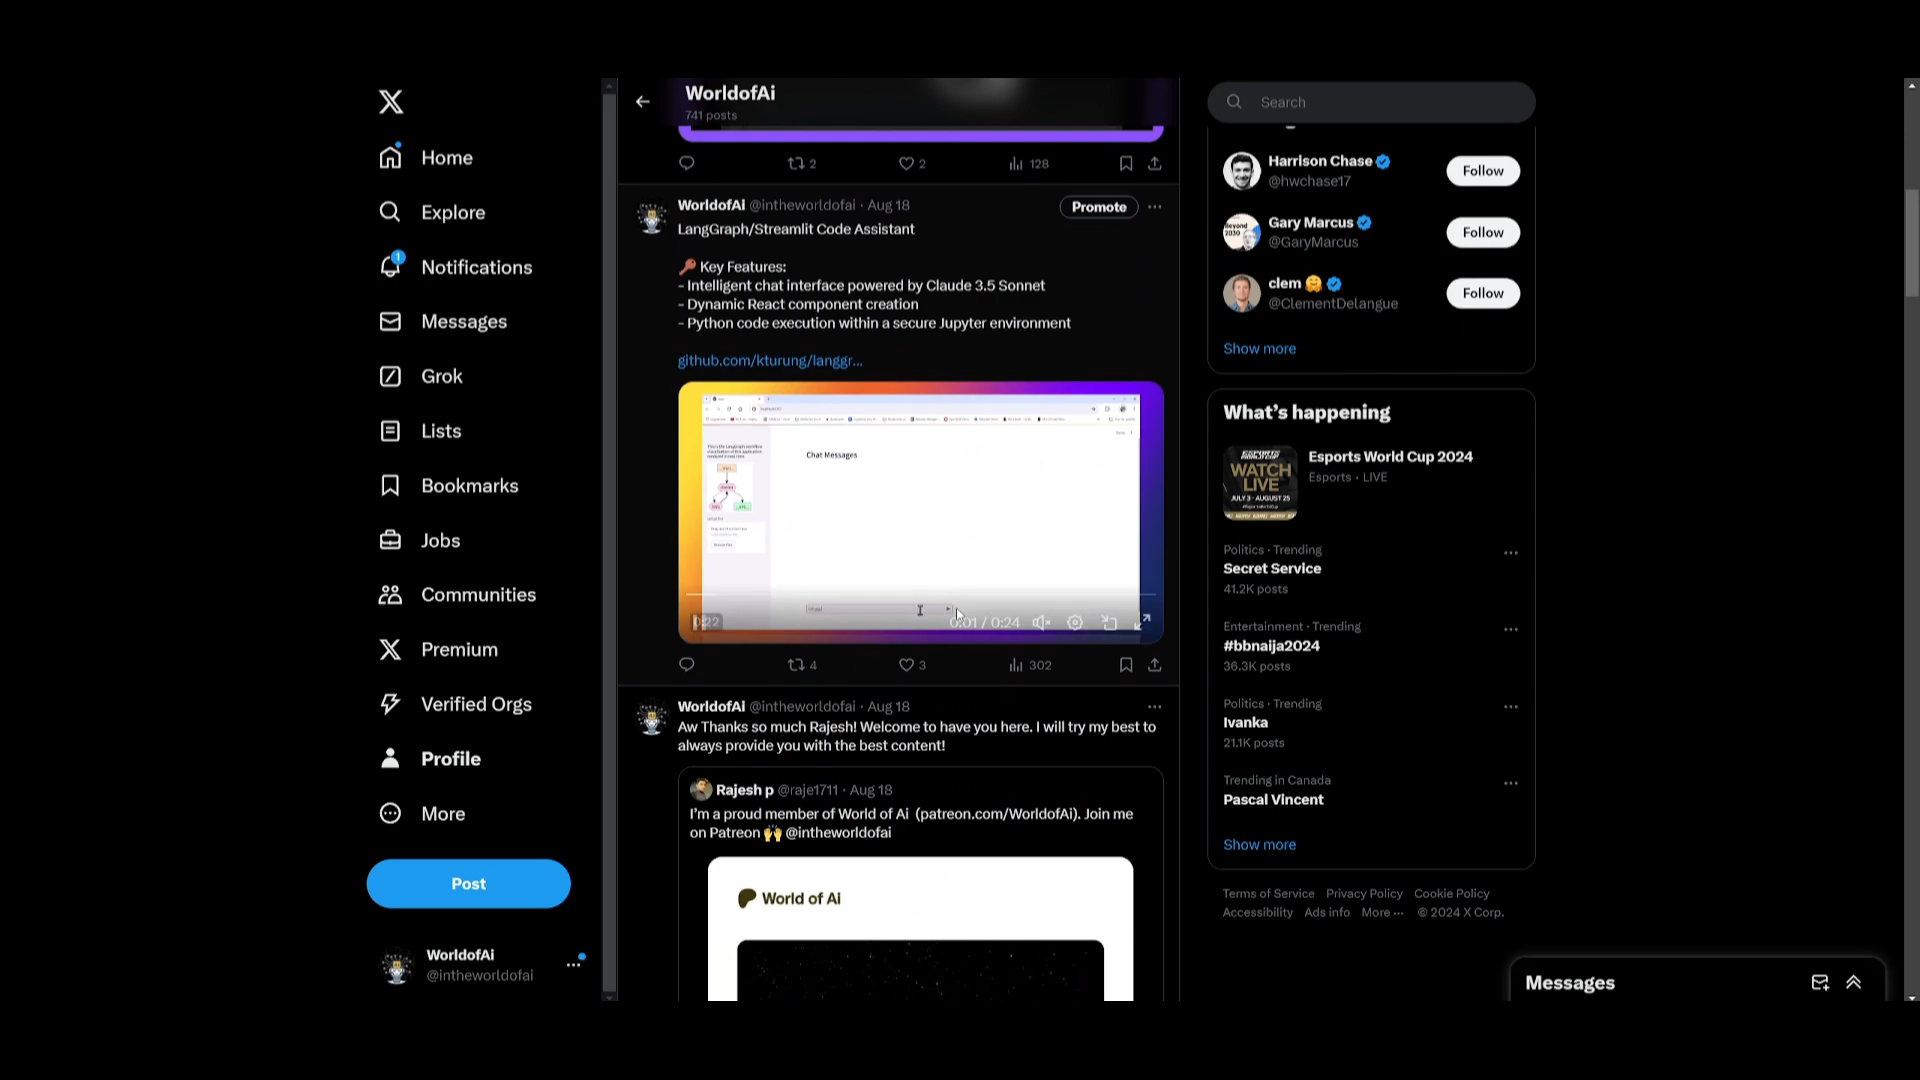 Home
Explore
1
Notifications
Messages
Grok
Lists
Bookmarks
Jobs
Communities
Premium
Verified Orgs
Profile
More
Post
WorldofAi
@intheworldofai
WorldofAi
741 posts
2
2
128
WorldofAi @intheworldofai · Aug 18
Promote
LangGraph/Streamlit Code Assistant
Key Features:
- Intelligent chat interface powered by Claude 3.5 Sonnet
- Dynamic React component creation
- Python code execution within a secure Jupyter environment
github.com/kturung/langgr...
Chat Messages
0:22
0:01 / 0:24
4
3
302
WorldofAi @intheworldofai · Aug 18
Aw Thanks so much Rajesh! Welcome to have you here. I will try my best to
always provide you with the best content!
Rajesh p @raje1711 · Aug 18
I'm a proud member of World of Ai (patreon.com/WorldofAi). Join me
on Patreon 🙌 @intheworldofai
World of Ai
Search
Harrison Chase
@hwchase17
Follow
Gary Marcus
@GaryMarcus
Follow
clem 🤗
@ClementDelangue
Follow
Show more
What's happening
WATCH
LIVE
JULY 3 - AUGUST 25
Esports World Cup 2024
Esports · LIVE
Politics · Trending
Secret Service
41.2K posts
Entertainment · Trending
#bbnaija2024
36.3K posts
Politics · Trending
Ivanka
21.1K posts
Trending in Canada
Pascal Vincent
Show more
Terms of Service Privacy Policy Cookie Policy
Accessibility Ads info More ··· © 2024 X Corp.
Messages